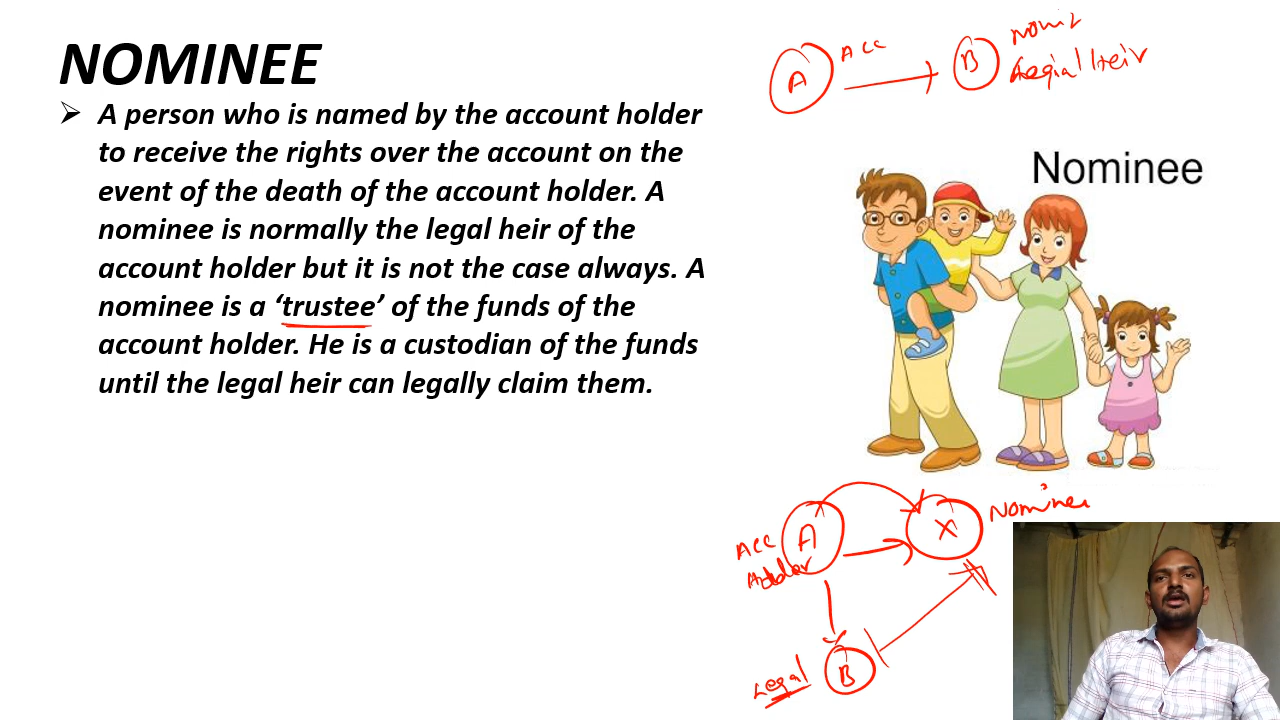 NOMINEE
➢ A person who is named by the account holder
to receive the rights over the account on the
event of the death of the account holder. A
nominee is normally the legal heir of the
account holder but it is not the case always. A
nominee is a ‘trustee’ of the funds of the
account holder. He is a custodian of the funds
until the legal heir can legally claim them.
A Acc B
Heir
Nominee
A X Nominee
Acc
Legal B